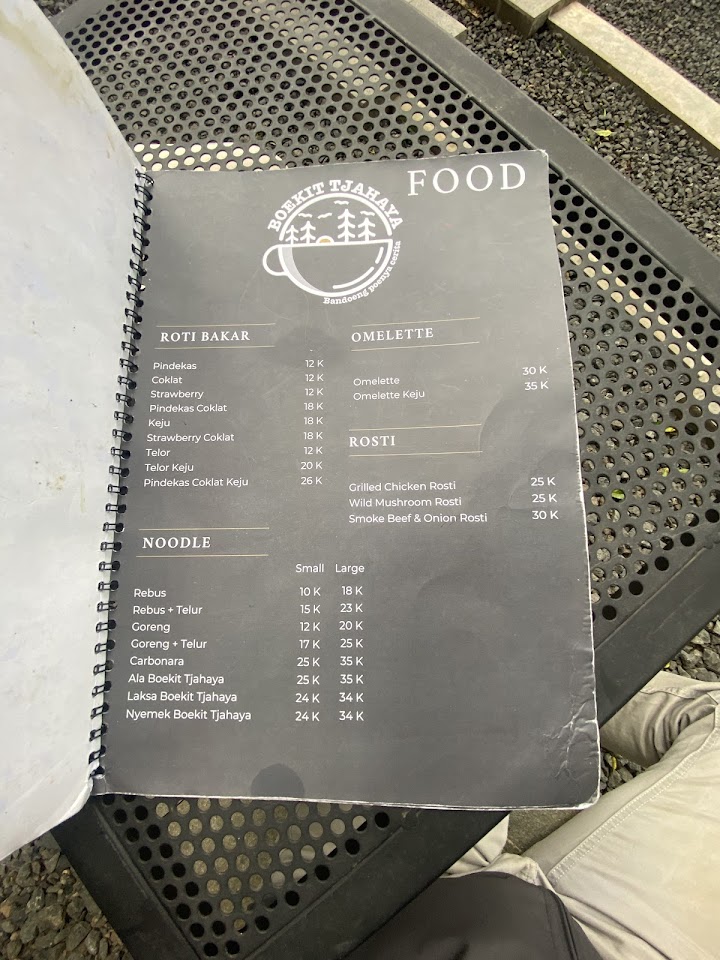 FOOD
BOEKIT TJAHAYA
Bandoeng poenya cerita
ROTI BAKAR
Pindekas 12 K
Coklat 12 K
Strawberry 12 K
Pindekas Coklat 18 K
Keju 18 K
Strawberry Coklat 18 K
Telor 12 K
Telor Keju 20 K
Pindekas Coklat Keju 26 K
OMELETTE
Omelette 30 K
Omelette Keju 35 K
ROSTI
Grilled Chicken Rosti 25 K
Wild Mushroom Rosti 25 K
Smoke Beef & Onion Rosti 30 K
NOODLE
Small Large
Rebus 10 K 18 K
Rebus + Telur 15 K 23 K
Goreng 12 K 20 K
Goreng + Telur 17 K 25 K
Carbonara 25 K 35 K
Ala Boekit Tjahaya 25 K 35 K
Laksa Boekit Tjahaya 24 K 34 K
Nyemek Boekit Tjahaya 24 K 34 K